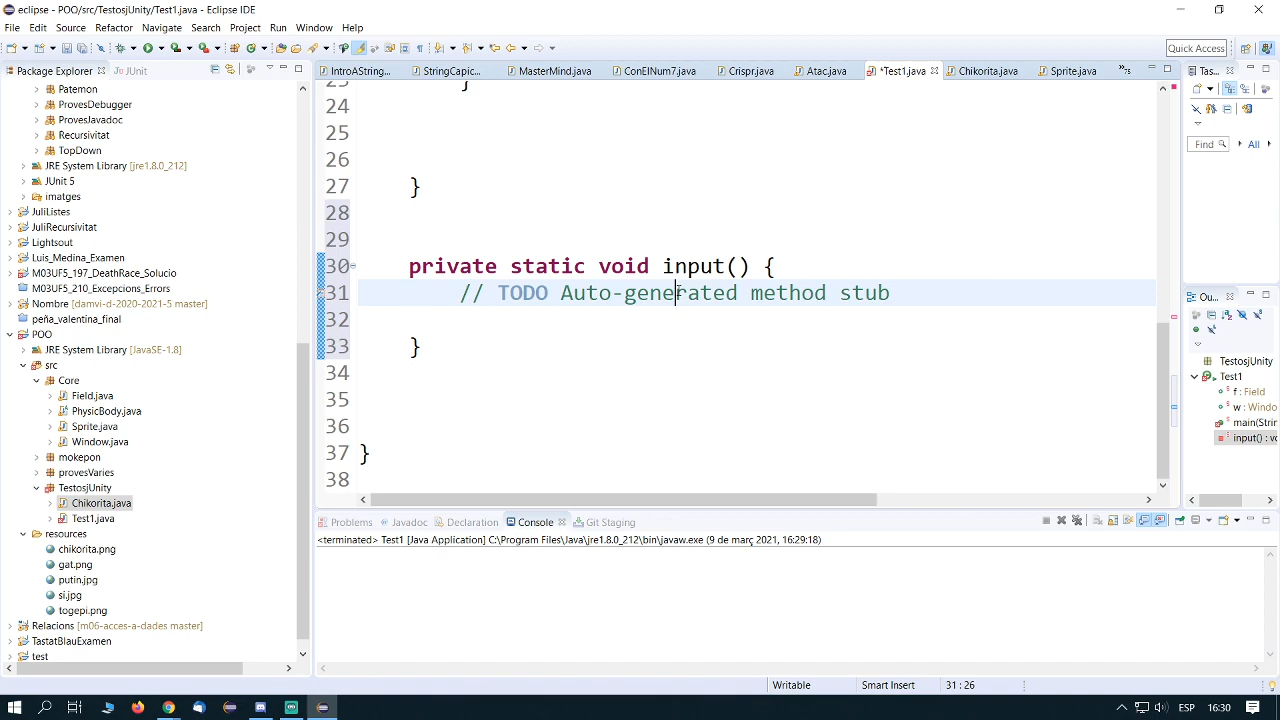 eclipse - POO/src/TestosjUnity/Test1.java - Eclipse IDE
File Edit Source Refactor Navigate Search Project Run Window Help
Quick Access
Package Explorer JUnit
IntroAString... StringCapic... MasterMind.java ConEINum7.java Crispr.java Atac.java *Test1.java Chikorita.java Sprite.java »75
Tas...
Patemon
ProvesDebugger
ProvesJavadoc
Recursivitat
TopDown
JRE System Library [jre1.8.0_212]
JUnit 5
imatges
JuliListes
JuliRecursivitat
Lightsout
Luis_Medina_Examen
M03UF5_197_DeathRace_Solucio
M03UF5_210_Excepcions_Errors
Nombre [damvi-d-2020-2021-5 master]
peña_valentina_final
POO
JRE System Library [JavaSE-1.8]
src
Core
Field.java
PhysicBody.java
Sprite.java
Window.java
mokepon
provesVaries
TestosjUnity
Chikorita.java
Test1.java
resources
chikorita.png
gat.png
putin.jpg
si.jpg
togepi.png
Relacions [m06-acces-a-dades master]
TastatBlauExamen
test
23 }
24
25
26
27 }
28
29
30 private static void input() {
31 // TODO Auto-generated method stub
32
33 }
34
35
36
37 }
38
Find All
Ou...
TestosjUnity
Test1
f : Field
w : Windo
main(Strin
input() : vo
Problems Javadoc Declaration Console Git Staging
<terminated> Test1 [Java Application] C:\Program Files\Java\jre1.8.0_212\bin\javaw.exe (9 de març 2021, 16:29:18)
Writable Smart Insert 31 : 26
ESP 16:30